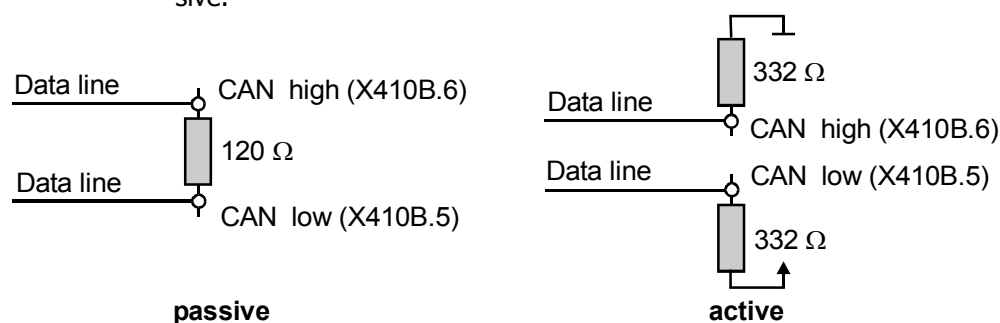 sive.
Data line
CAN high (X410B.6)
120 Ω
Data line
CAN low (X410B.5)
passive
332 Ω
Data line
CAN high (X410B.6)
Data line
CAN low (X410B.5)
332 Ω
active